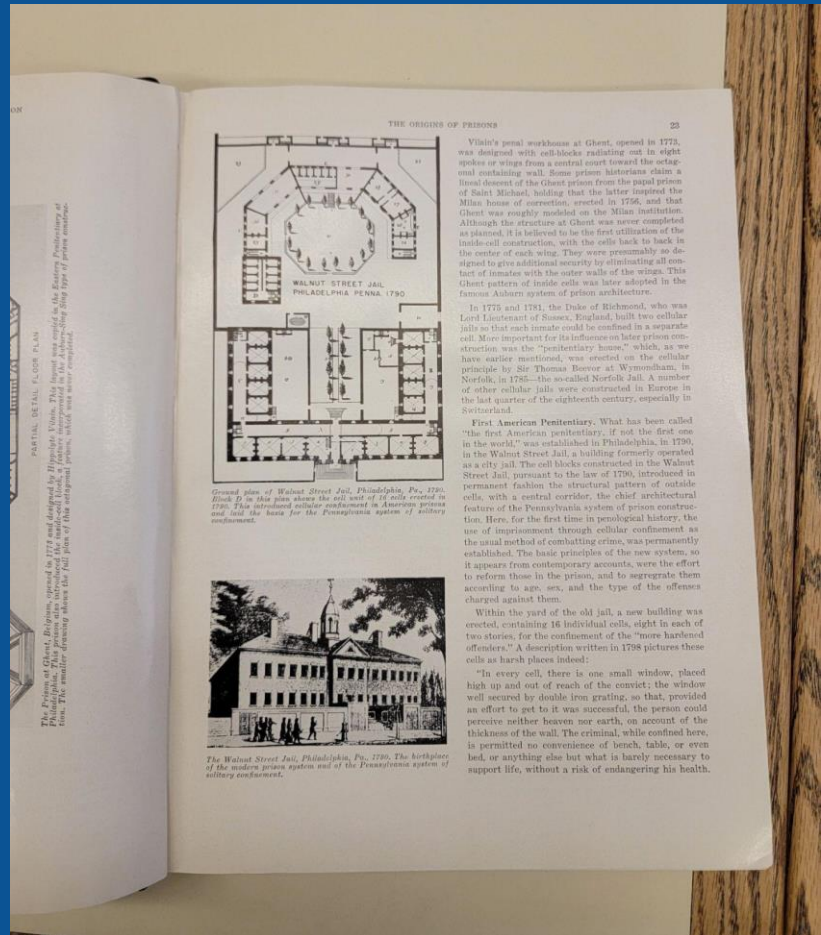 ON
PARTIAL DETAIL FLOOR PLAN
The Prison at Ghent, Belgium, opened in 1773 and designed by Hippolyte Vilain. This layout was copied in the Eastern Penitentiary at
Philadelphia. This prison also introduced the inside-cell block, a feature incorporated in the Auburn-Sing Sing type of prison construc-
tion. The smaller drawing shows the full plan of this octagonal prison, which was never completed.
THE ORIGINS OF PRISONS
23
WALNUT STREET JAIL
PHILADELPHIA PENNA. 1790
Ground plan of Walnut Street Jail, Philadelphia, Pa., 1790.
Block D in this plan shows the cell unit of 16 cells erected in
1790. This introduced cellular confinement in American prisons
and laid the basis for the Pennsylvania system of solitary
confinement.
The Walnut Street Jail, Philadelphia, Pa., 1790. The birthplace
of the modern prison system and of the Pennsylvania system of
solitary confinement.
Vilain's penal workhouse at Ghent, opened in 1773,
was designed with cell-blocks radiating out in eight
spokes or wings from a central court toward the octag-
onal containing wall. Some prison historians claim a
lineal descent of the Ghent prison from the papal prison
of Saint Michael, holding that the latter inspired the
Milan house of correction, erected in 1756, and that
Ghent was roughly modeled on the Milan institution.
Although the structure at Ghent was never completed
as planned, it is believed to be the first utilization of the
inside-cell construction, with the cells back to back in
the center of each wing. They were presumably so de-
signed to give additional security by eliminating all con-
tact of inmates with the outer walls of the wings. This
Ghent pattern of inside cells was later adopted in the
famous Auburn system of prison architecture.
In 1775 and 1781, the Duke of Richmond, who was
Lord Lieutenant of Sussex, England, built two cellular
jails so that each inmate could be confined in a separate
cell. More important for its influence on later prison con-
struction was the "penitentiary house," which, as we
have earlier mentioned, was erected on the cellular
principle by Sir Thomas Beevor at Wymondham, in
Norfolk, in 1785—the so-called Norfolk Jail. A number
of other cellular jails were constructed in Europe in
the last quarter of the eighteenth century, especially in
Switzerland.
First American Penitentiary. What has been called
"the first American penitentiary, if not the first one
in the world," was established in Philadelphia, in 1790,
in the Walnut Street Jail, a building formerly operated
as a city jail. The cell blocks constructed in the Walnut
Street Jail, pursuant to the law of 1790, introduced in
permanent fashion the structural pattern of outside
cells, with a central corridor, the chief architectural
feature of the Pennsylvania system of prison construc-
tion. Here, for the first time in penological history, the
use of imprisonment through cellular confinement as
the usual method of combatting crime, was permanently
established. The basic principles of the new system, so
it appears from contemporary accounts, were the effort
to reform those in the prison, and to segregate them
according to age, sex, and the type of the offenses
charged against them.
Within the yard of the old jail, a new building was
erected, containing 16 individual cells, eight in each of
two stories, for the confinement of the "more hardened
offenders." A description written in 1798 pictures these
cells as harsh places indeed:
"In every cell, there is one small window, placed
high up and out of reach of the convict; the window
well secured by double iron grating, so that, provided
an effort to get to it was successful, the person could
perceive neither heaven nor earth, on account of the
thickness of the wall. The criminal, while confined here,
is permitted no convenience of bench, table, or even
bed, or anything else but what is barely necessary to
support life, without a risk of endangering his health.